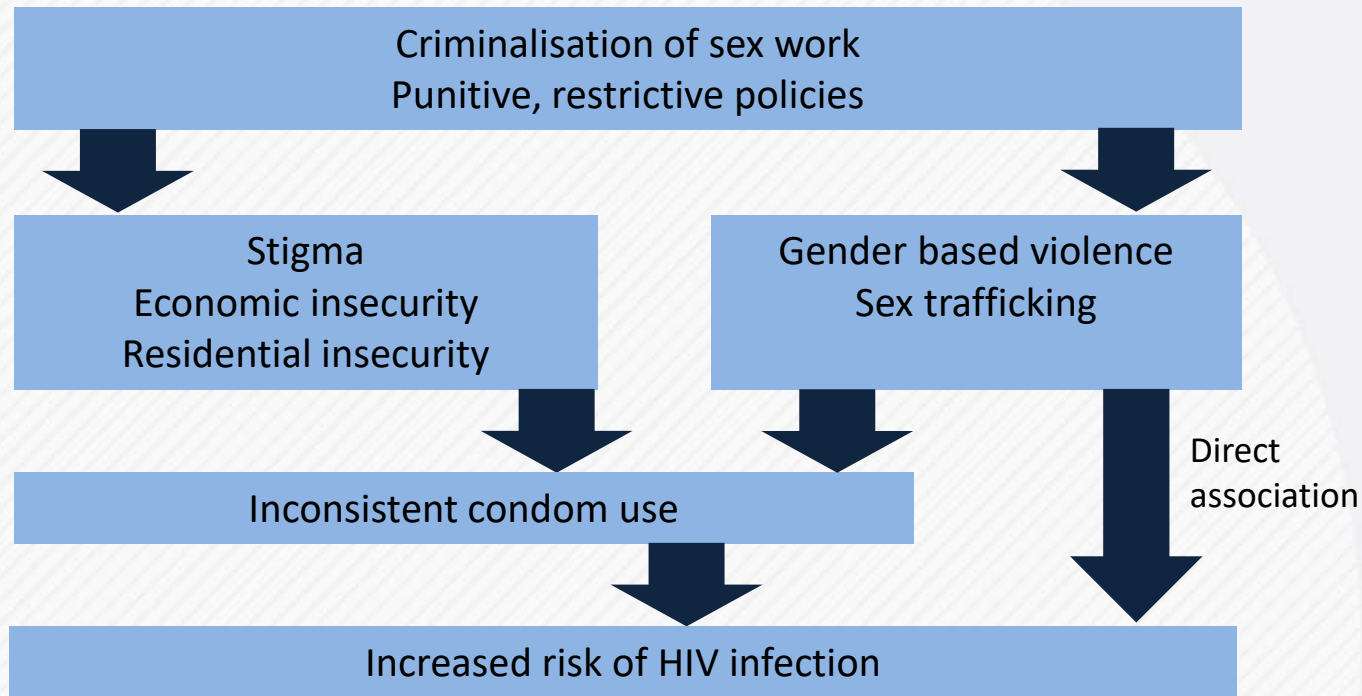 Criminalisation of sex work
Punitive, restrictive policies
Stigma
Economic insecurity
Residential insecurity
Gender based violence
Sex trafficking
Direct
association
Inconsistent condom use
Increased risk of HIV infection